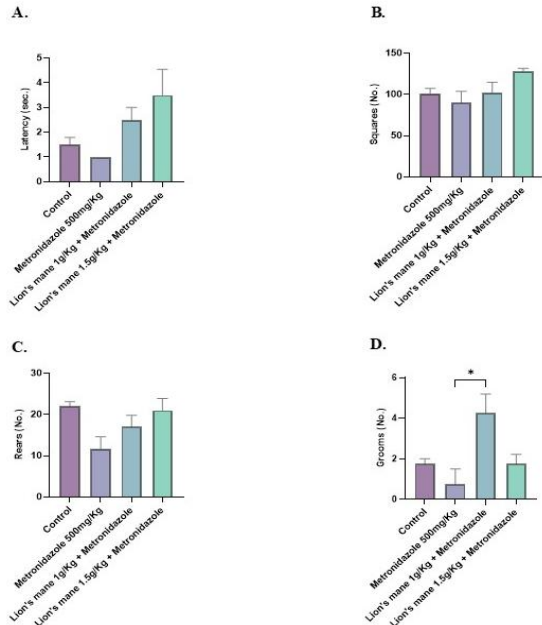 A.
Latency (sec.)
5
4
3
2
1
0
Control
Metronidazole 500mg/Kg
Lion's mane 1g/Kg + Metronidazole
Lion's mane 1.5g/Kg + Metronidazole
B.
Squares (No.)
150
100
50
0
Control
Metronidazole 500mg/Kg
Lion's mane 1g/Kg + Metronidazole
Lion's mane 1.5g/Kg + Metronidazole
C.
Rears (No.)
30
20
10
0
Control
Metronidazole 500mg/Kg
Lion's mane 1g/Kg + Metronidazole
Lion's mane 1.5g/Kg + Metronidazole
D.
Grooms (No.)
6
4
2
0
*
Control
Metronidazole 500mg/Kg
Lion's mane 1g/Kg + Metronidazole
Lion's mane 1.5g/Kg + Metronidazole